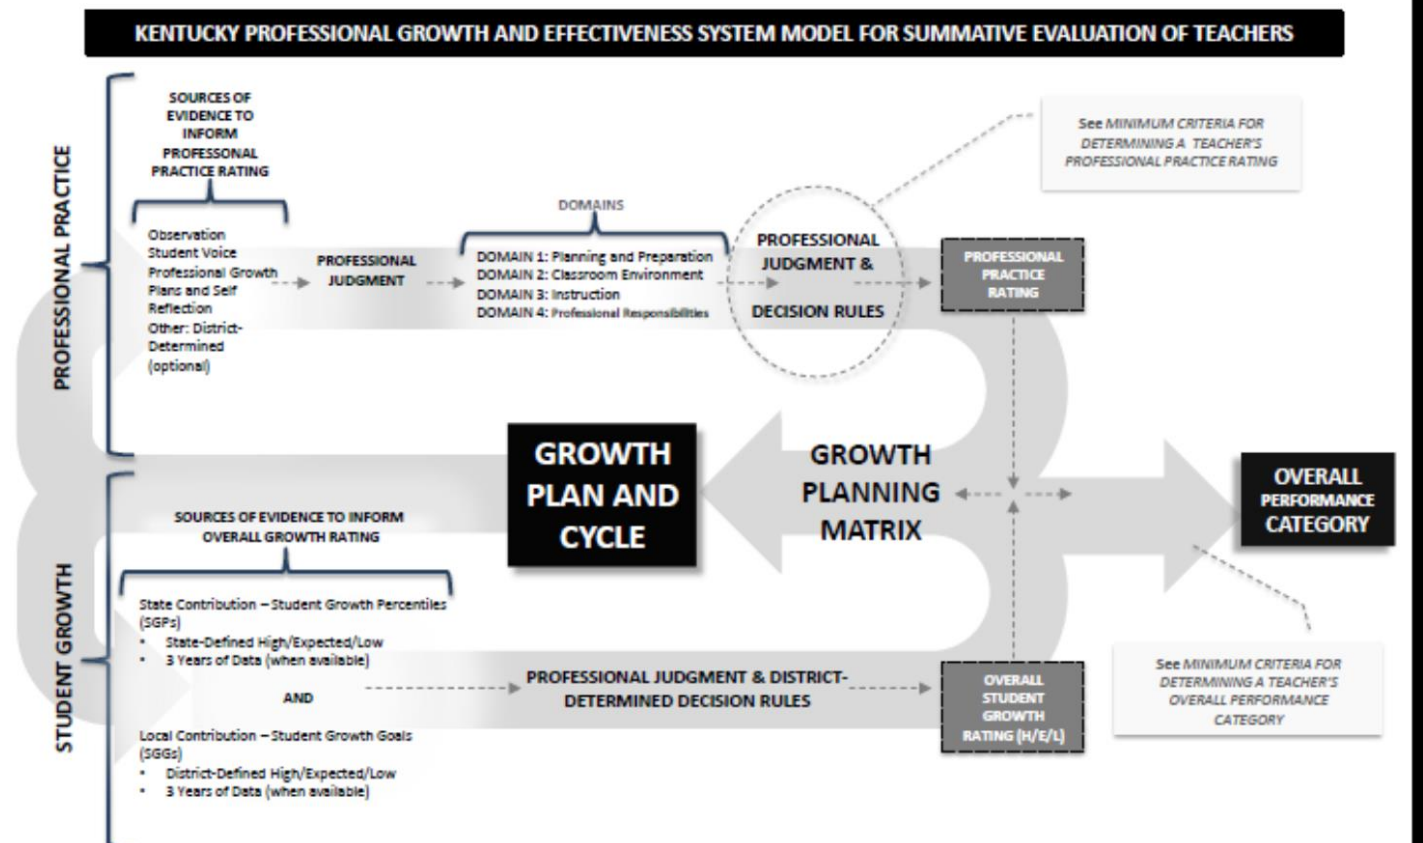 KENTUCKY PROFESSIONAL GROWTH AND EFFECTIVENESS SYSTEM MODEL FOR SUMMATIVE EVALUATION OF TEACHERS
PROFESSIONAL PRACTICE
SOURCES OF
EVIDENCE TO
INFORM
PROFESSIONAL
PRACTICE RATING
Observation
Student Voice
Professional Growth
Plans and Self
Reflection
Other: District-
Determined
(optional)
PROFESSIONAL
JUDGMENT
DOMAINS
DOMAIN 1: Planning and Preparation
DOMAIN 2: Classroom Environment
DOMAIN 3: Instruction
DOMAIN 4: Professional Responsibilities
PROFESSIONAL
JUDGMENT &
DECISION RULES
PROFESSIONAL
PRACTICE
RATING
See MINIMUM CRITERIA FOR
DETERMINING A TEACHER'S
PROFESSIONAL PRACTICE RATING
GROWTH
PLAN AND
CYCLE
GROWTH
PLANNING
MATRIX
OVERALL
PERFORMANCE
CATEGORY
STUDENT GROWTH
SOURCES OF EVIDENCE TO INFORM
OVERALL GROWTH RATING
State Contribution – Student Growth Percentiles
(SGPs)
• State-Defined High/Expected/Low
• 3 Years of Data (when available)
AND
Local Contribution – Student Growth Goals
(SGGs)
• District-Defined High/Expected/Low
• 3 Years of Data (when available)
PROFESSIONAL JUDGMENT & DISTRICT-
DETERMINED DECISION RULES
OVERALL
STUDENT
GROWTH
RATING (H/E/L)
See MINIMUM CRITERIA FOR
DETERMINING A TEACHER'S
OVERALL PERFORMANCE
CATEGORY